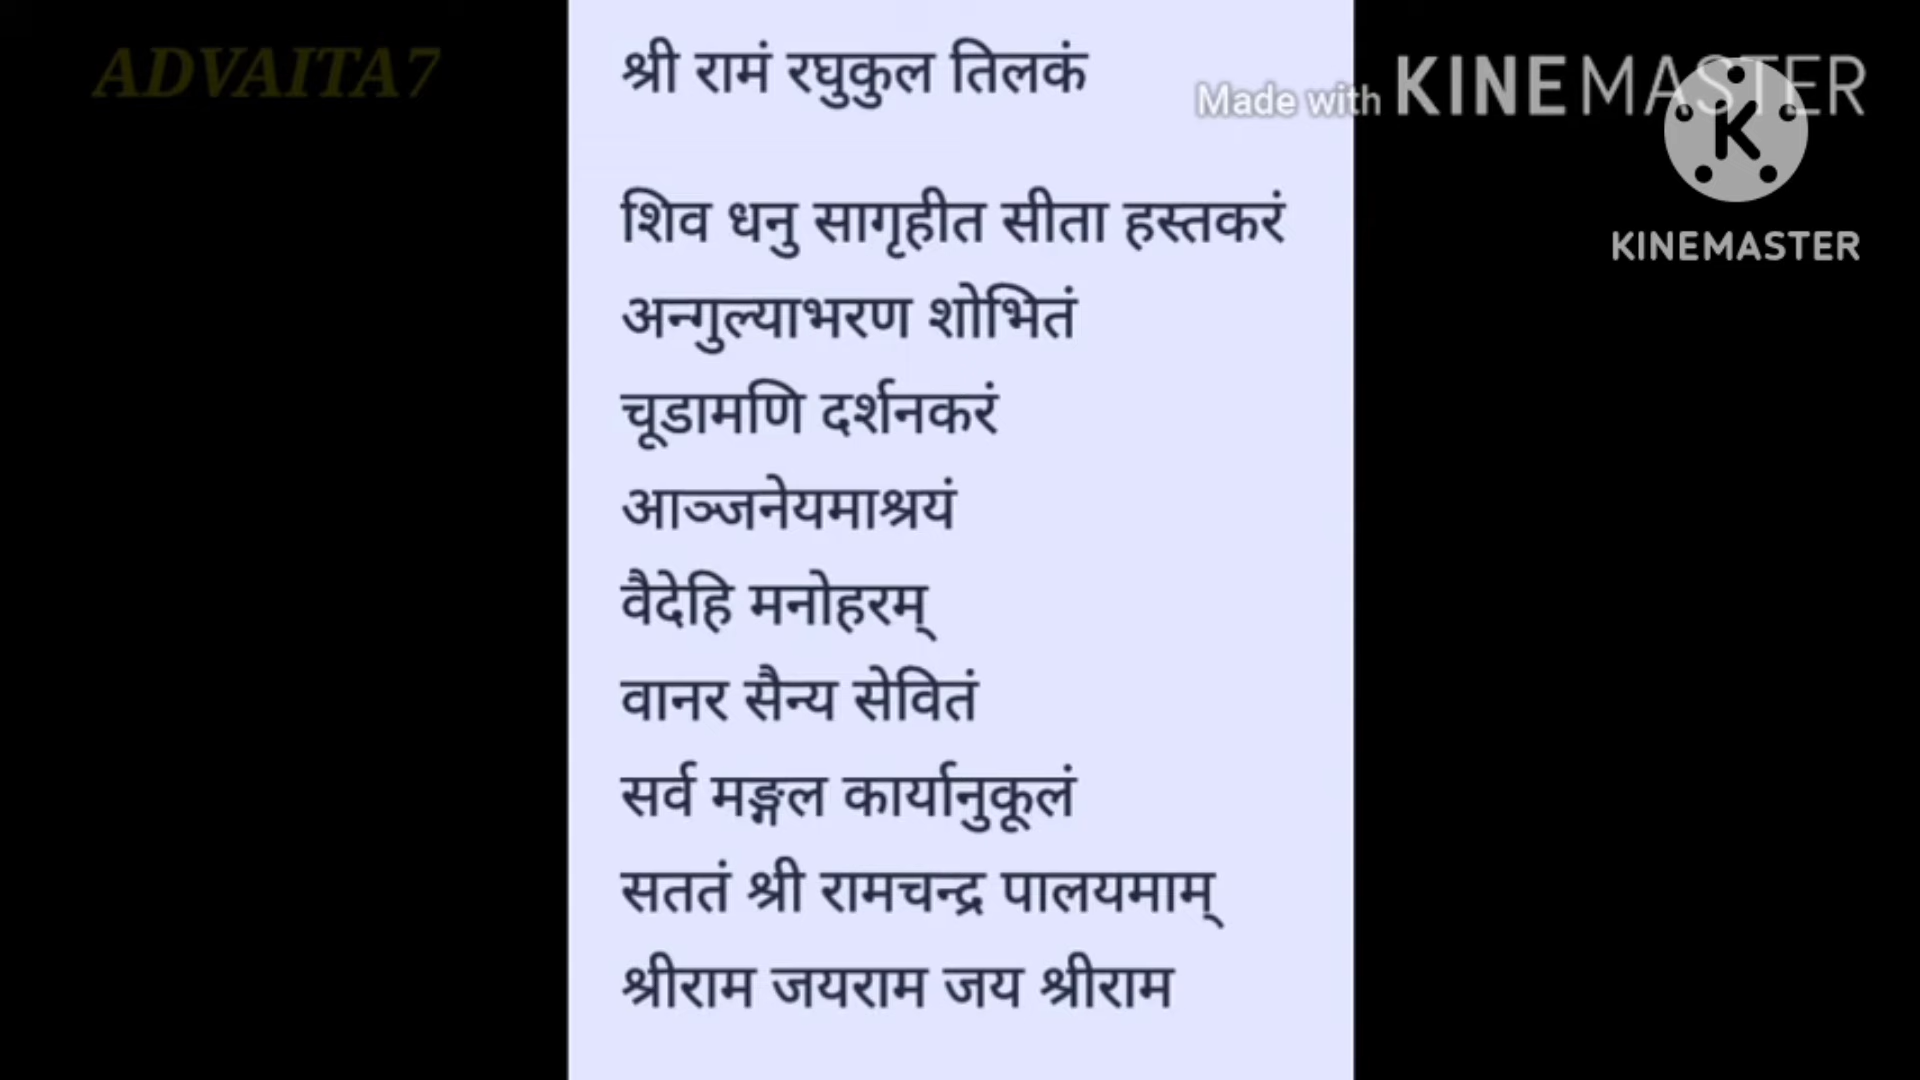 ADVAITA7
श्री रामं रघुकुल तिलकं
Made with KINEMASTER
K
KINEMASTER
शिव धनु सागृहीत सीता हस्तकरं
अन्गुल्याभरण शोभितं
चूडामणि दर्शनकरं
आञ्जनेयमाश्रयं
वैदेहि मनोहरम्
वानर सैन्य सेवितं
सर्व मङ्गल कार्यानुकूलं
सततं श्री रामचन्द्र पालयमाम्
श्रीराम जयराम जय श्रीराम